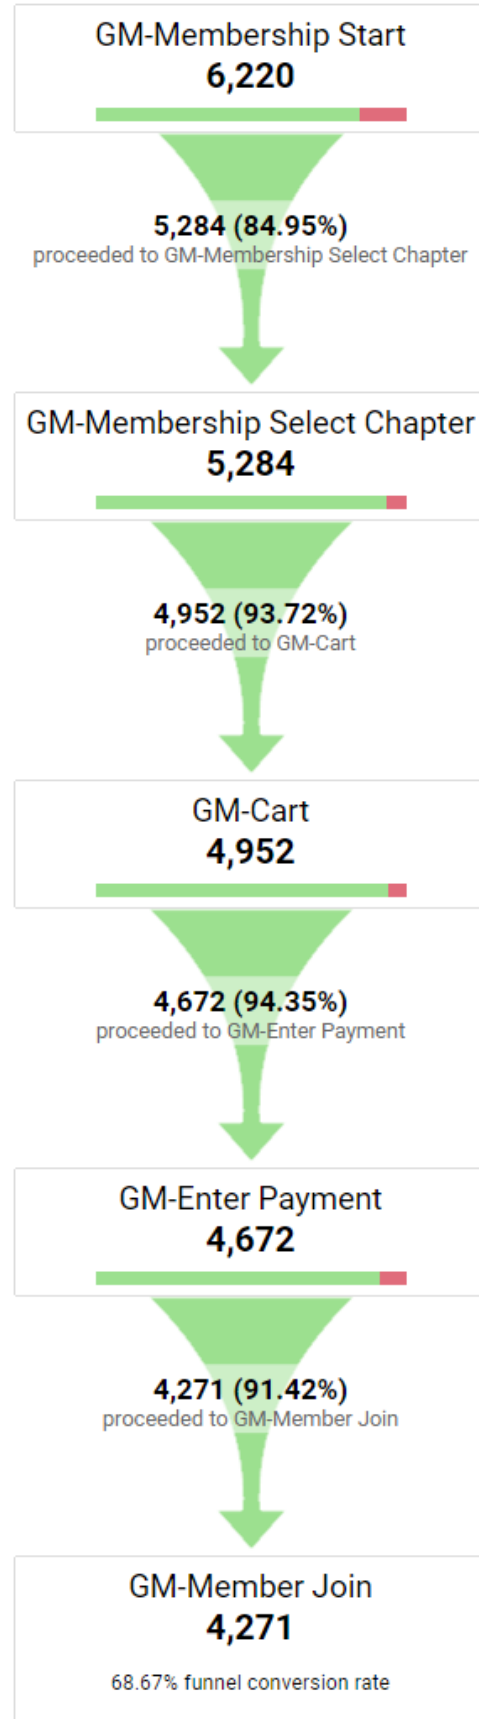 GM-Membership Start
6,220
5,284 (84.95%)
proceeded to GM-Membership Select Chapter
GM-Membership Select Chapter
5,284
4,952 (93.72%)
proceeded to GM-Cart
GM-Cart
4,952
4,672 (94.35%)
proceeded to GM-Enter Payment
GM-Enter Payment
4,672
4,271 (91.42%)
proceeded to GM-Member Join
GM-Member Join
4,271
68.67% funnel conversion rate